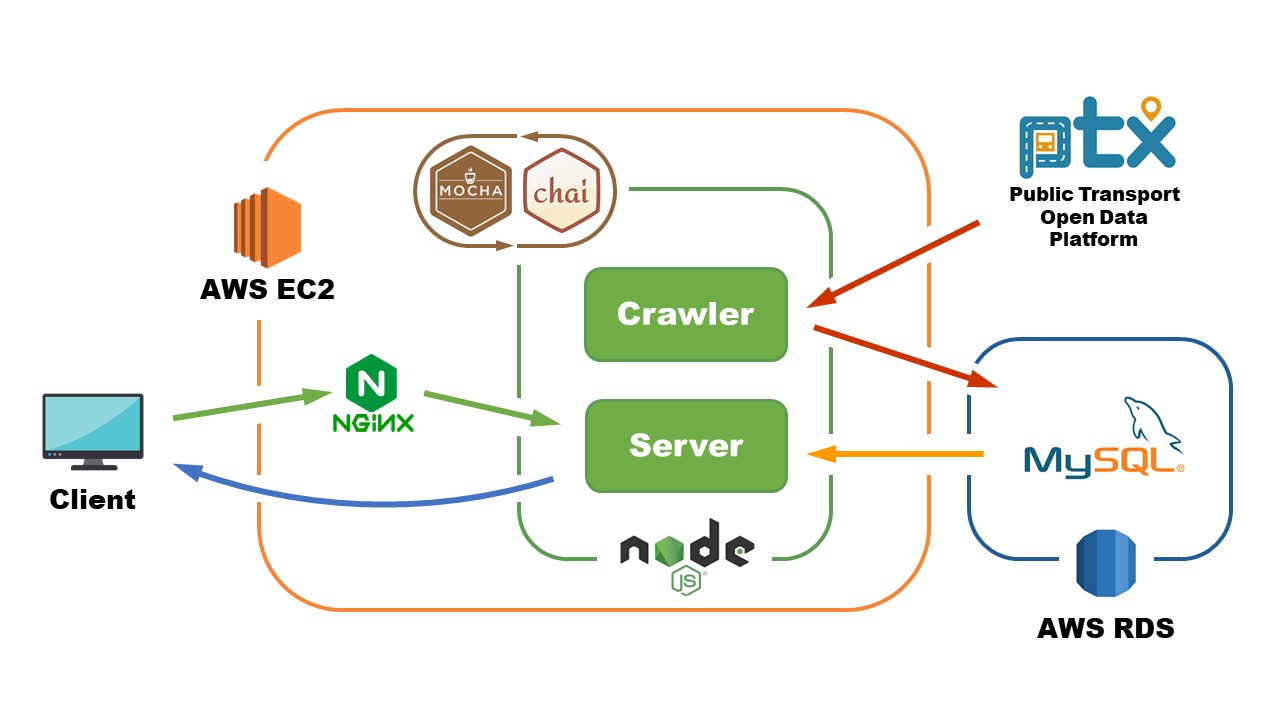 MOCHA
chai
ptx
Public Transport
Open Data
Platform
AWS EC2
Crawler
N
NGiNX
Server
MySQL®
Client
node
JS®
AWS RDS